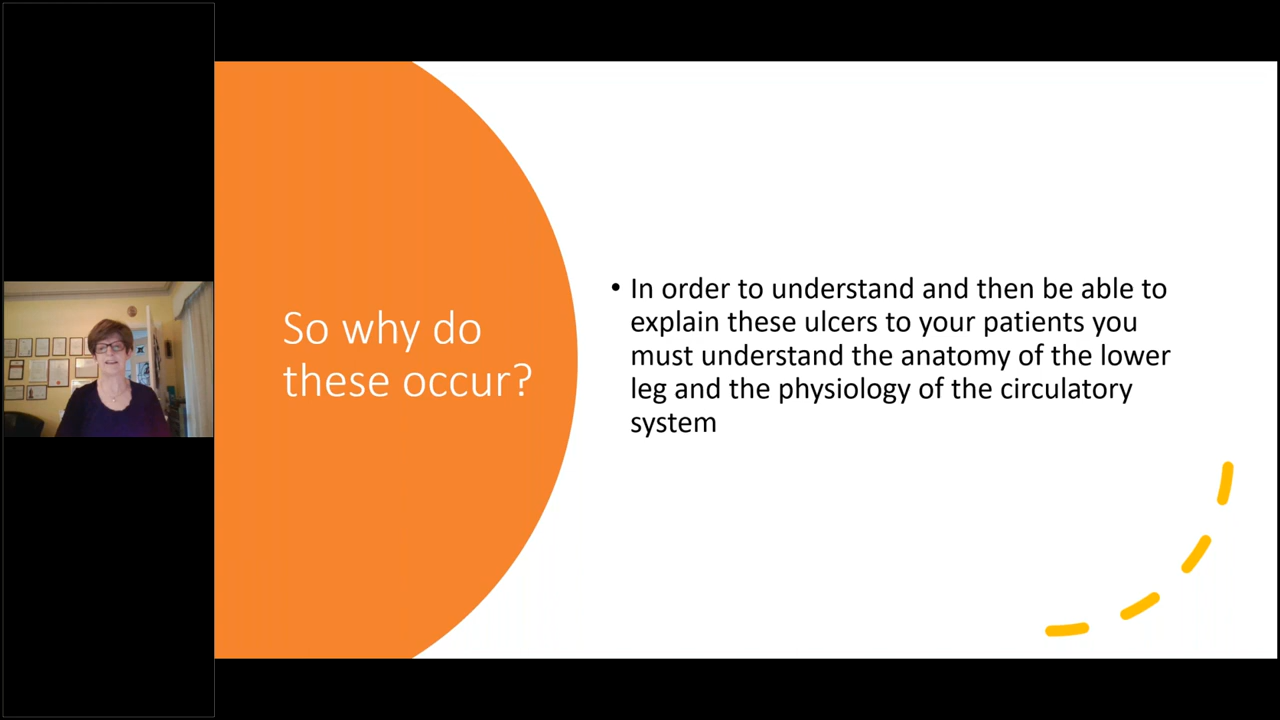 So why do
these occur?
• In order to understand and then be able to
explain these ulcers to your patients you
must understand the anatomy of the lower
leg and the physiology of the circulatory
system